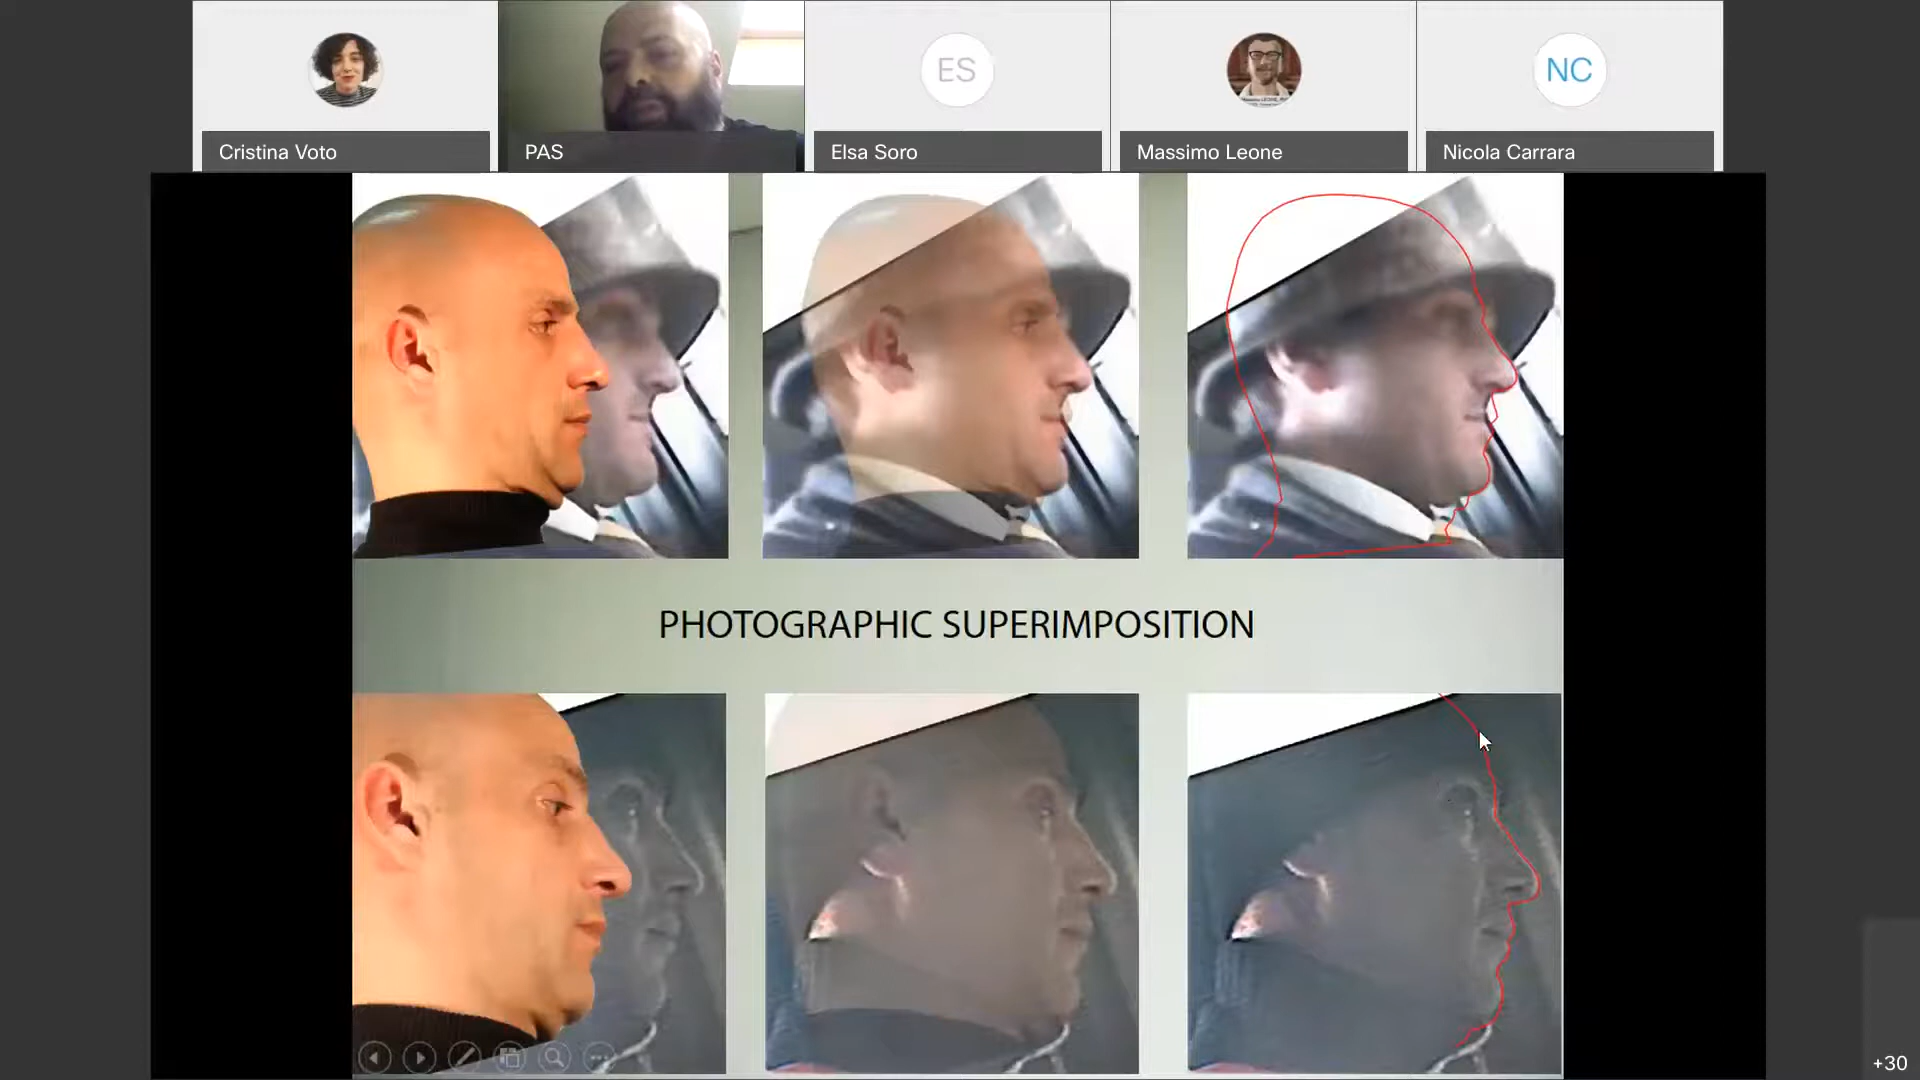 ES
NC
Cristina Voto
PAS
Elsa Soro
Massimo Leone
Nicola Carrara
PHOTOGRAPHIC SUPERIMPOSITION
+30